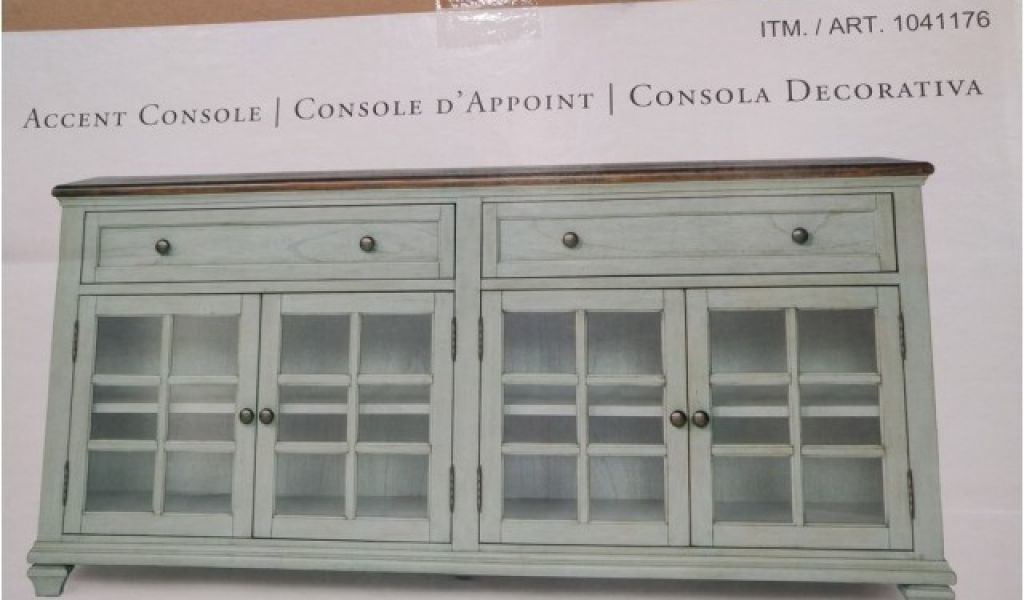 ITM. / ART. 1041176
ACCENT CONSOLE | CONSOLE D'APPOINT | CONSOLA DECORATIVA